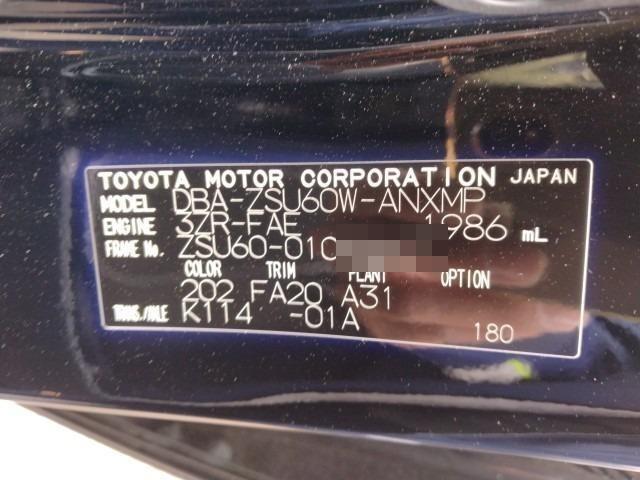 TOYOTA MOTOR CORPORATION JAPAN
MODEL DBA-ZSU60W-ANXMP
ENGINE 3ZR-FAE 1986 mL
FRAME No. ZSU60-010
COLOR TRIM PLANT OPTION
202 FA20 A31
TRANS./AXLE K114 -01A
180